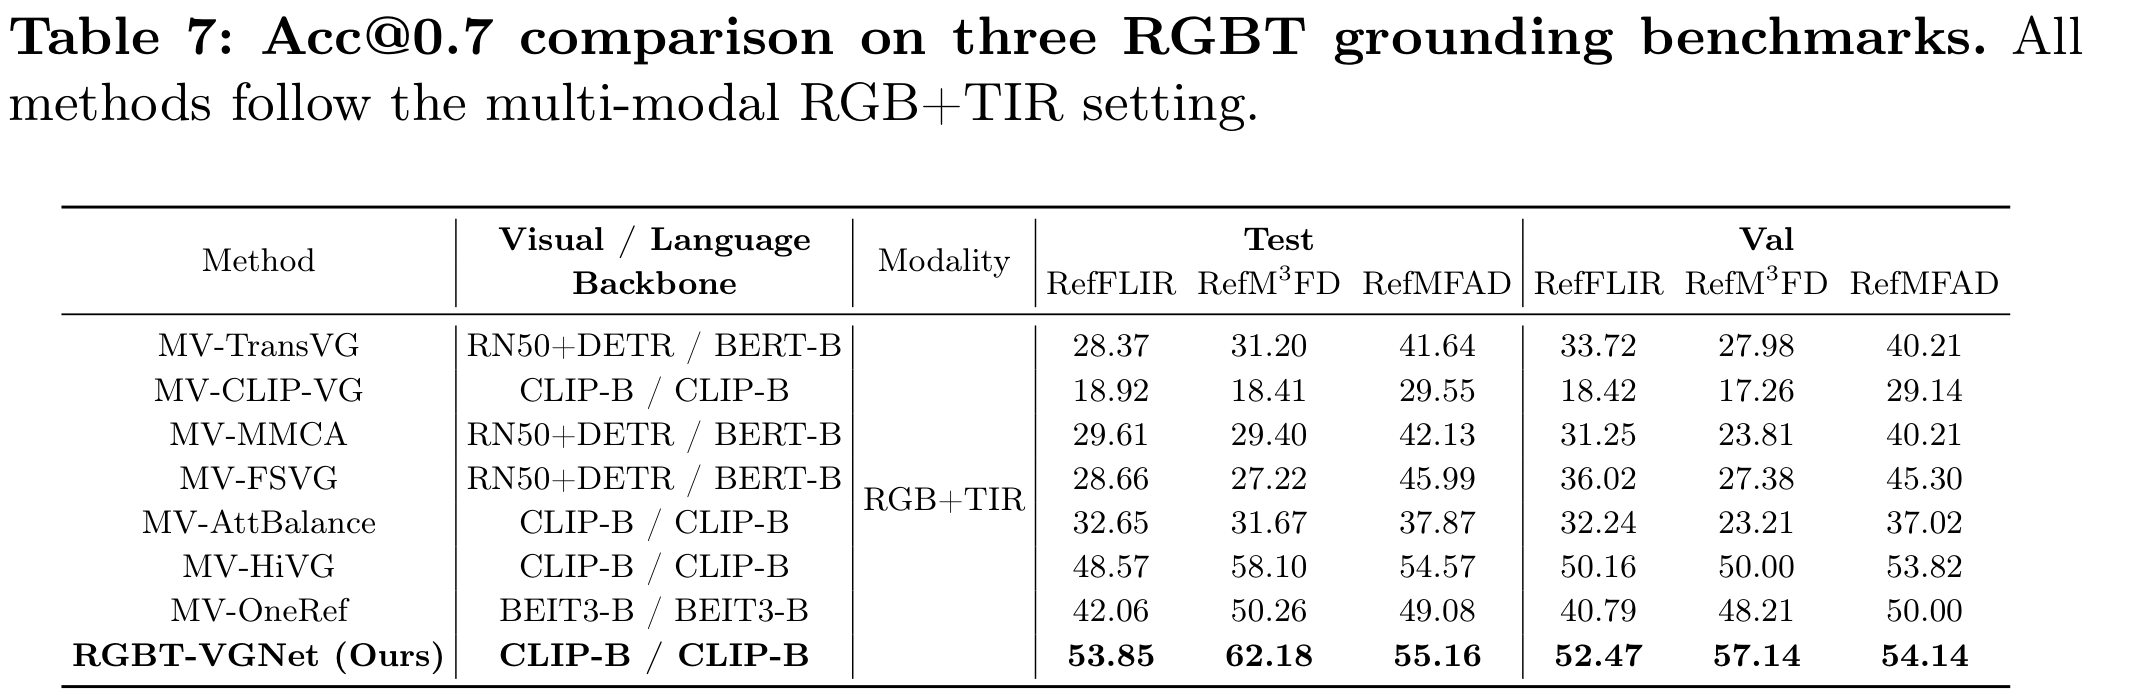 Table 7: Acc@0.7 comparison on three RGBT grounding benchmarks. All
methods follow the multi-modal RGB+TIR setting.
Method Visual / Language Backbone Modality Test Val
RefFLIR RefM³FD RefMFAD RefFLIR RefM³FD RefMFAD
MV-TransVG RN50+DETR / BERT-B 28.37 31.20 41.64 33.72 27.98 40.21
MV-CLIP-VG CLIP-B / CLIP-B 18.92 18.41 29.55 18.42 17.26 29.14
MV-MMCA RN50+DETR / BERT-B 29.61 29.40 42.13 31.25 23.81 40.21
MV-FSVG RN50+DETR / BERT-B 28.66 27.22 45.99 36.02 27.38 45.30
RGB+TIR
MV-AttBalance CLIP-B / CLIP-B 32.65 31.67 37.87 32.24 23.21 37.02
MV-HiVG CLIP-B / CLIP-B 48.57 58.10 54.57 50.16 50.00 53.82
MV-OneRef BEIT3-B / BEIT3-B 42.06 50.26 49.08 40.79 48.21 50.00
RGBT-VGNet (Ours) CLIP-B / CLIP-B 53.85 62.18 55.16 52.47 57.14 54.14